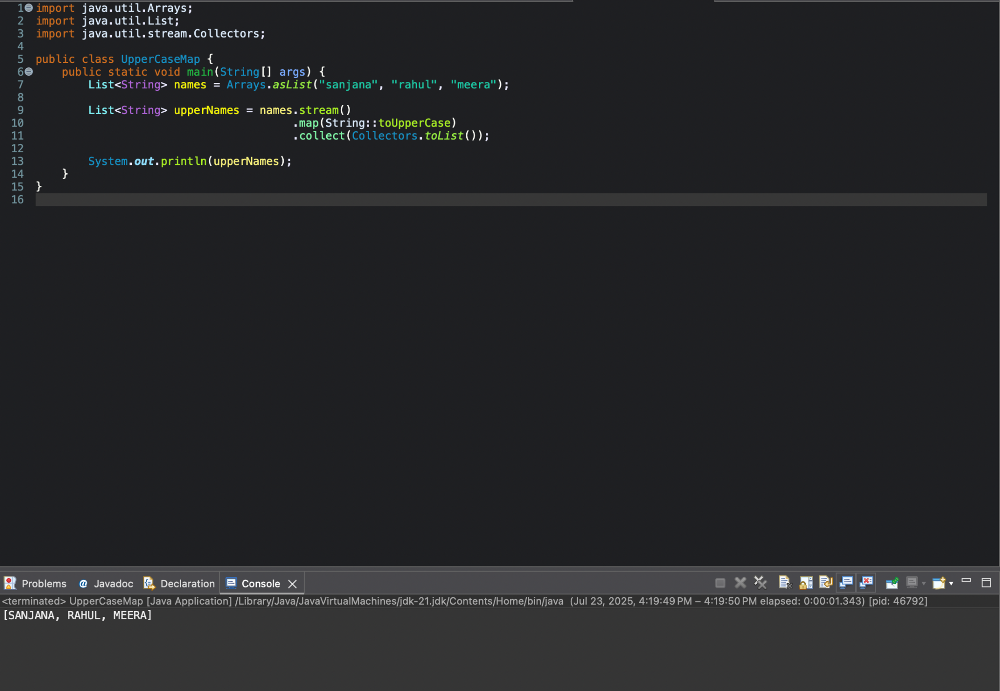 1 import java.util.Arrays;
2 import java.util.List;
3 import java.util.stream.Collectors;
4
5 public class UpperCaseMap {
6     public static void main(String[] args) {
7         List<String> names = Arrays.asList("sanjana", "rahul", "meera");
8
9         List<String> upperNames = names.stream()
10                                        .map(String::toUpperCase)
11                                        .collect(Collectors.toList());
12
13         System.out.println(upperNames);
14     }
15 }
16
Problems @ Javadoc Declaration Console
<terminated> UpperCaseMap [Java Application] /Library/Java/JavaVirtualMachines/jdk-21.jdk/Contents/Home/bin/java (Jul 23, 2025, 4:19:49 PM – 4:19:50 PM elapsed: 0:00:01.343) [pid: 46792]
[SANJANA, RAHUL, MEERA]